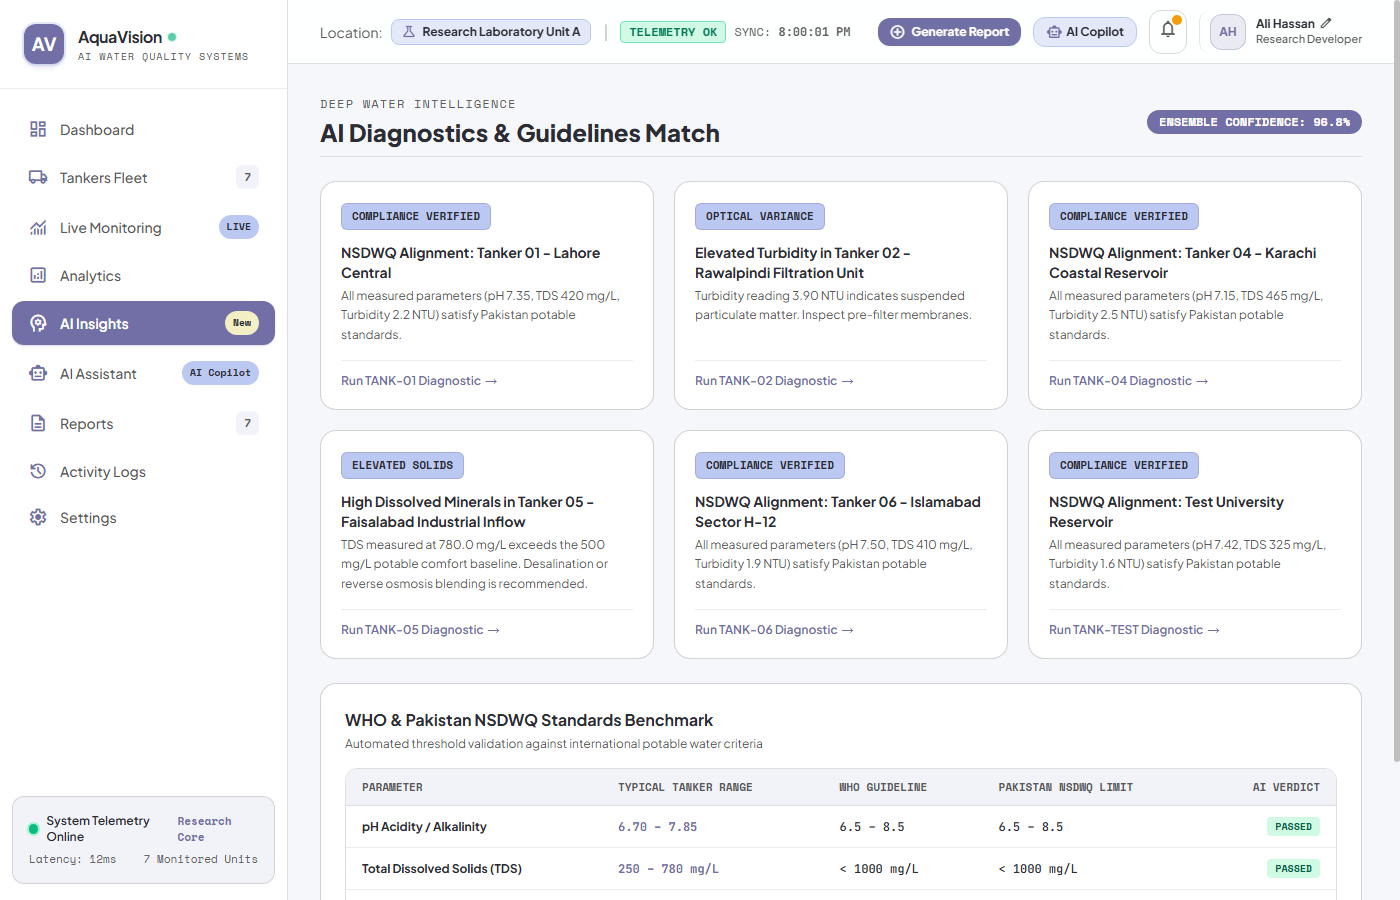 AV
AquaVision
AI WATER QUALITY SYSTEMS
Dashboard
Tankers Fleet 7
Live Monitoring LIVE
Analytics
AI Insights New
AI Assistant AI Copilot
Reports 7
Activity Logs
Settings
System Telemetry Online
Research Core
Latency: 12ms 7 Monitored Units
Location: Research Laboratory Unit A | TELEMETRY OK SYNC: 8:00:01 PM Generate Report AI Copilot AH Ali Hassan
Research Developer
DEEP WATER INTELLIGENCE
AI Diagnostics & Guidelines Match
ENSEMBLE CONFIDENCE: 96.8%
COMPLIANCE VERIFIED
NSDWQ Alignment: Tanker 01 - Lahore
Central
All measured parameters (pH 7.35, TDS 420 mg/L,
Turbidity 2.2 NTU) satisfy Pakistan potable
standards.
Run TANK-01 Diagnostic →
OPTICAL VARIANCE
Elevated Turbidity in Tanker 02 -
Rawalpindi Filtration Unit
Turbidity reading 3.90 NTU indicates suspended
particulate matter. Inspect pre-filter membranes.
Run TANK-02 Diagnostic →
COMPLIANCE VERIFIED
NSDWQ Alignment: Tanker 04 - Karachi
Coastal Reservoir
All measured parameters (pH 7.15, TDS 465 mg/L,
Turbidity 2.5 NTU) satisfy Pakistan potable
standards.
Run TANK-04 Diagnostic →
ELEVATED SOLIDS
High Dissolved Minerals in Tanker 05 -
Faisalabad Industrial Inflow
TDS measured at 780.0 mg/L exceeds the 500
mg/L potable comfort baseline. Desalination or
reverse osmosis blending is recommended.
Run TANK-05 Diagnostic →
COMPLIANCE VERIFIED
NSDWQ Alignment: Tanker 06 - Islamabad
Sector H-12
All measured parameters (pH 7.50, TDS 410 mg/L,
Turbidity 1.9 NTU) satisfy Pakistan potable
standards.
Run TANK-06 Diagnostic →
COMPLIANCE VERIFIED
NSDWQ Alignment: Test University
Reservoir
All measured parameters (pH 7.42, TDS 325 mg/L,
Turbidity 1.6 NTU) satisfy Pakistan potable
standards.
Run TANK-TEST Diagnostic →
WHO & Pakistan NSDWQ Standards Benchmark
Automated threshold validation against international potable water criteria
PARAMETER TYPICAL TANKER RANGE WHO GUIDELINE PAKISTAN NSDWQ LIMIT AI VERDICT
pH Acidity / Alkalinity 6.70 - 7.85 6.5 - 8.5 6.5 - 8.5 PASSED
Total Dissolved Solids (TDS) 250 - 780 mg/L < 1000 mg/L < 1000 mg/L PASSED